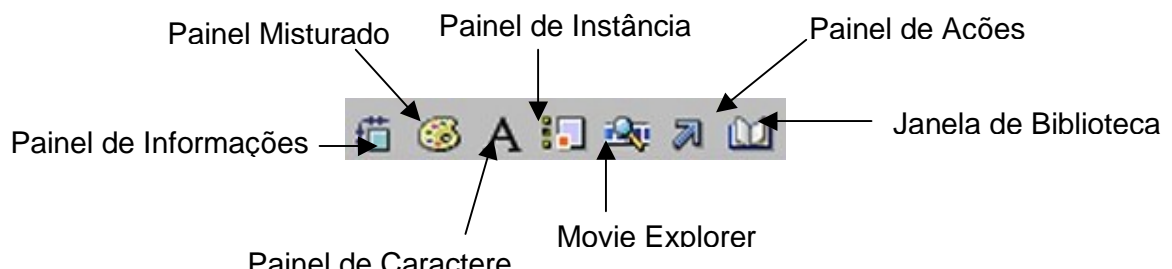 Painel Misturado
Painel de Instância
Painel de Acões
Painel de Informações
Janela de Biblioteca
Movie Explorer
Painel de Caractere